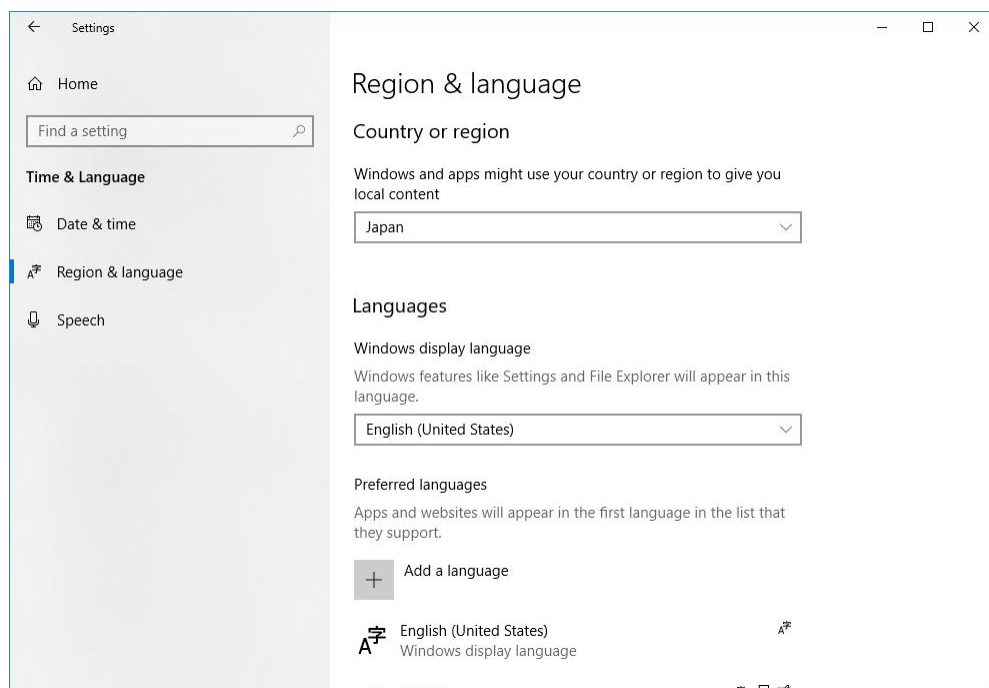 Settings
Home
Find a setting
Time & Language
Date & time
Region & language
Speech
Region & language
Country or region
Windows and apps might use your country or region to give you
local content
Japan
Languages
Windows display language
Windows features like Settings and File Explorer will appear in this
language.
English (United States)
Preferred languages
Apps and websites will appear in the first language in the list that
they support.
Add a language
English (United States)
Windows display language